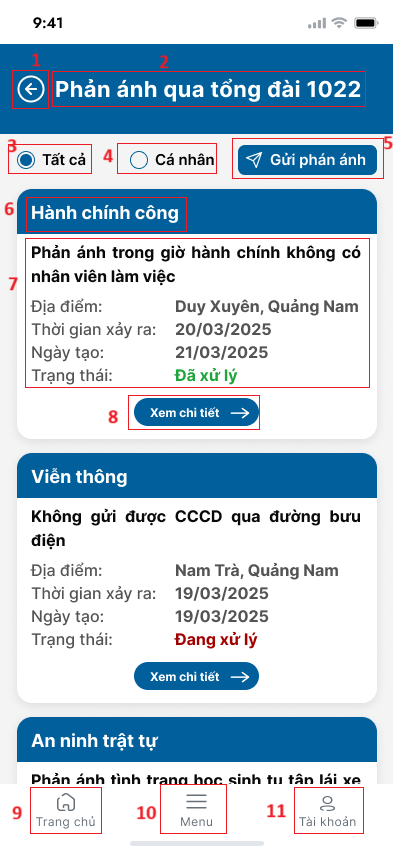 9:41
1
2
Phản ánh qua tổng đài 1022
3
Tất cả
4
Cá nhân
Gửi phán ánh
5
6
Hành chính công
7
Phản ánh trong giờ hành chính không có
nhân viên làm việc
Địa điểm: Duy Xuyên, Quảng Nam
Thời gian xảy ra: 20/03/2025
Ngày tạo: 21/03/2025
Trạng thái: Đã xử lý
8
Xem chi tiết
Viễn thông
Không gửi được CCCD qua đường bưu
điện
Địa điểm: Nam Trà, Quảng Nam
Thời gian xảy ra: 19/03/2025
Ngày tạo: 19/03/2025
Trạng thái: Đang xử lý
Xem chi tiết
An ninh trật tự
Phản ánh tình trạng học sinh tụ tập lái xe
9
Trang chủ
10
Menu
11
Tài khoản